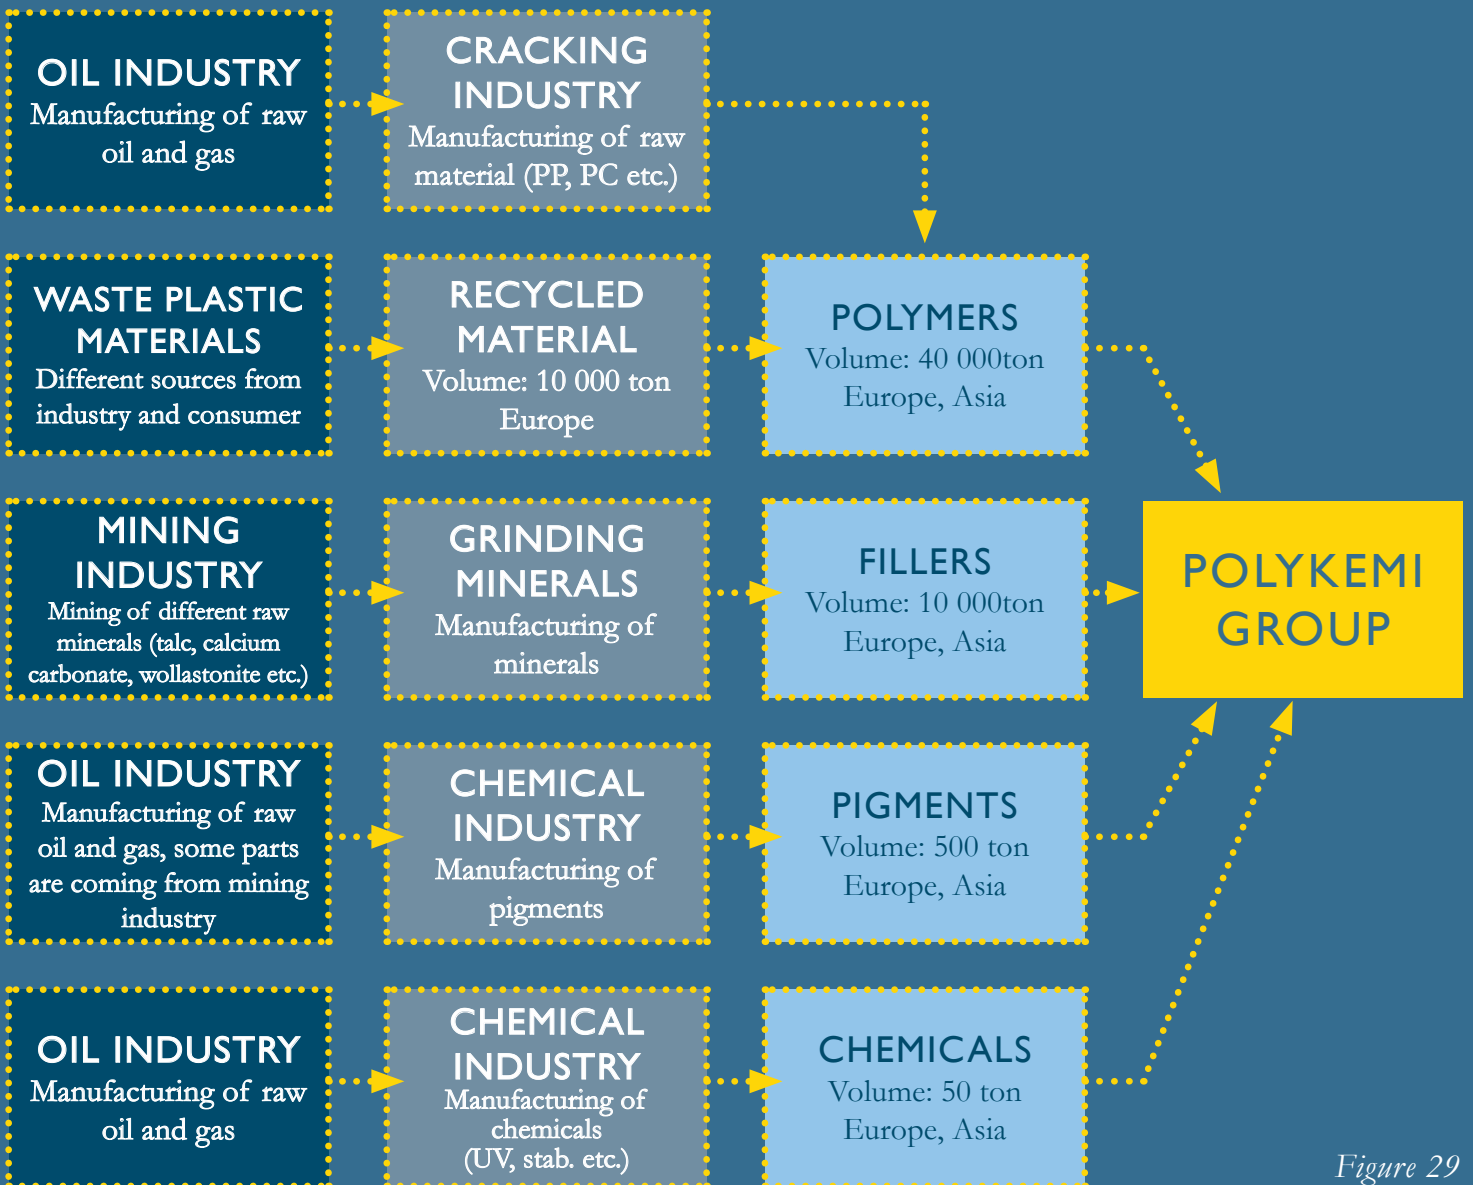 OIL INDUSTRY
Manufacturing of raw
oil and gas
CRACKING
INDUSTRY
Manufacturing of raw
material (PP, PC etc.)
WASTE PLASTIC
MATERIALS
Different sources from
industry and consumer
RECYCLED
MATERIAL
Volume: 10 000 ton
Europe
POLYMERS
Volume: 40 000ton
Europe, Asia
MINING
INDUSTRY
Mining of different raw
minerals (talc, calcium
carbonate, wollastonite etc.)
GRINDING
MINERALS
Manufacturing of
minerals
FILLERS
Volume: 10 000ton
Europe, Asia
POLYKEMI
GROUP
OIL INDUSTRY
Manufacturing of raw
oil and gas, some parts
are coming from mining
industry
CHEMICAL
INDUSTRY
Manufacturing of
pigments
PIGMENTS
Volume: 500 ton
Europe, Asia
OIL INDUSTRY
Manufacturing of raw
oil and gas
CHEMICAL
INDUSTRY
Manufacturing of
chemicals
(UV, stab. etc.)
CHEMICALS
Volume: 50 ton
Europe, Asia
Figure 29